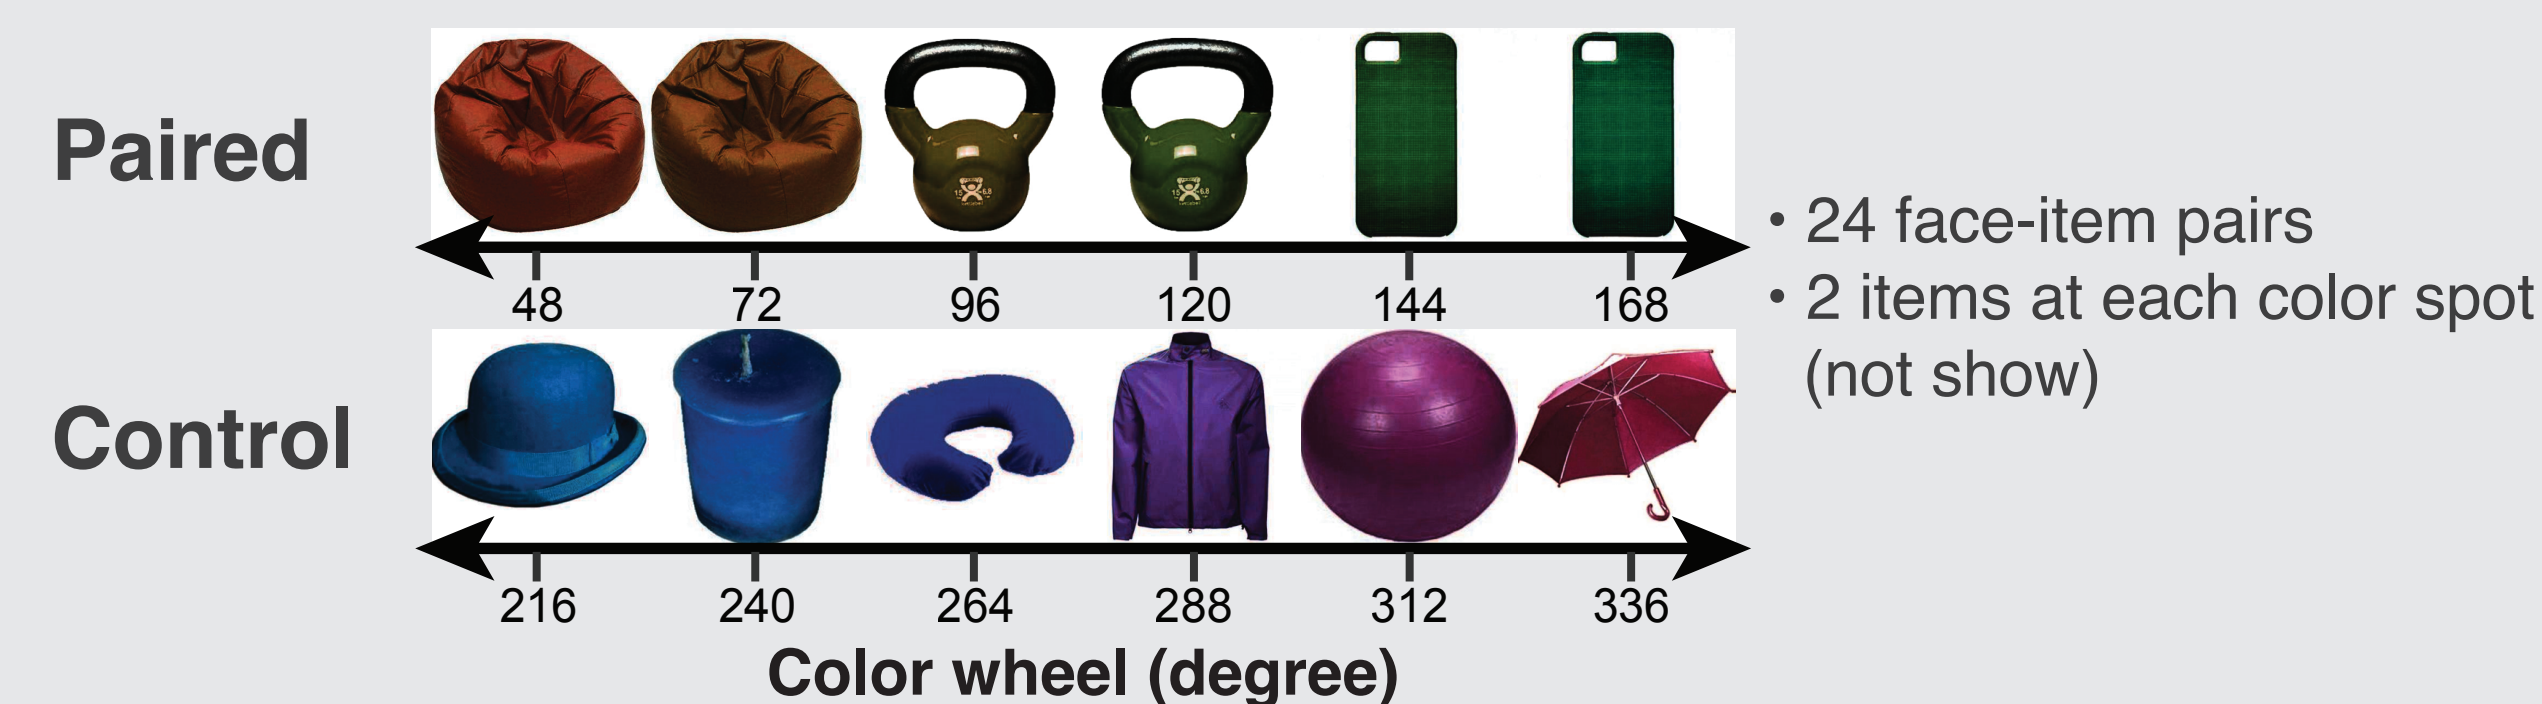 Paired
48 72 96 120 144 168
Control
216 240 264 288 312 336
Color wheel (degree)
• 24 face-item pairs
• 2 items at each color spot
(not show)